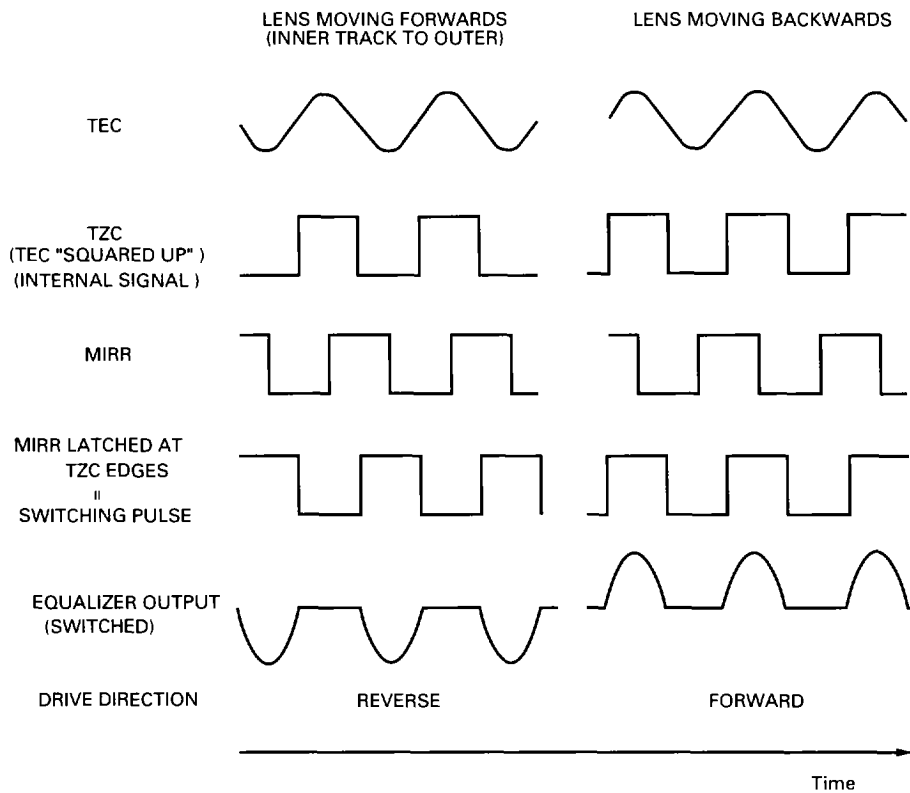 LENS MOVING FORWARDS
(INNER TRACK TO OUTER)
LENS MOVING BACKWARDS
TEC
TZC
(TEC "SQUARED UP" )
(INTERNAL SIGNAL )
MIRR
MIRR LATCHED AT
TZC EDGES
=
SWITCHING PULSE
EQUALIZER OUTPUT
(SWITCHED)
DRIVE DIRECTION
REVERSE
FORWARD
Time